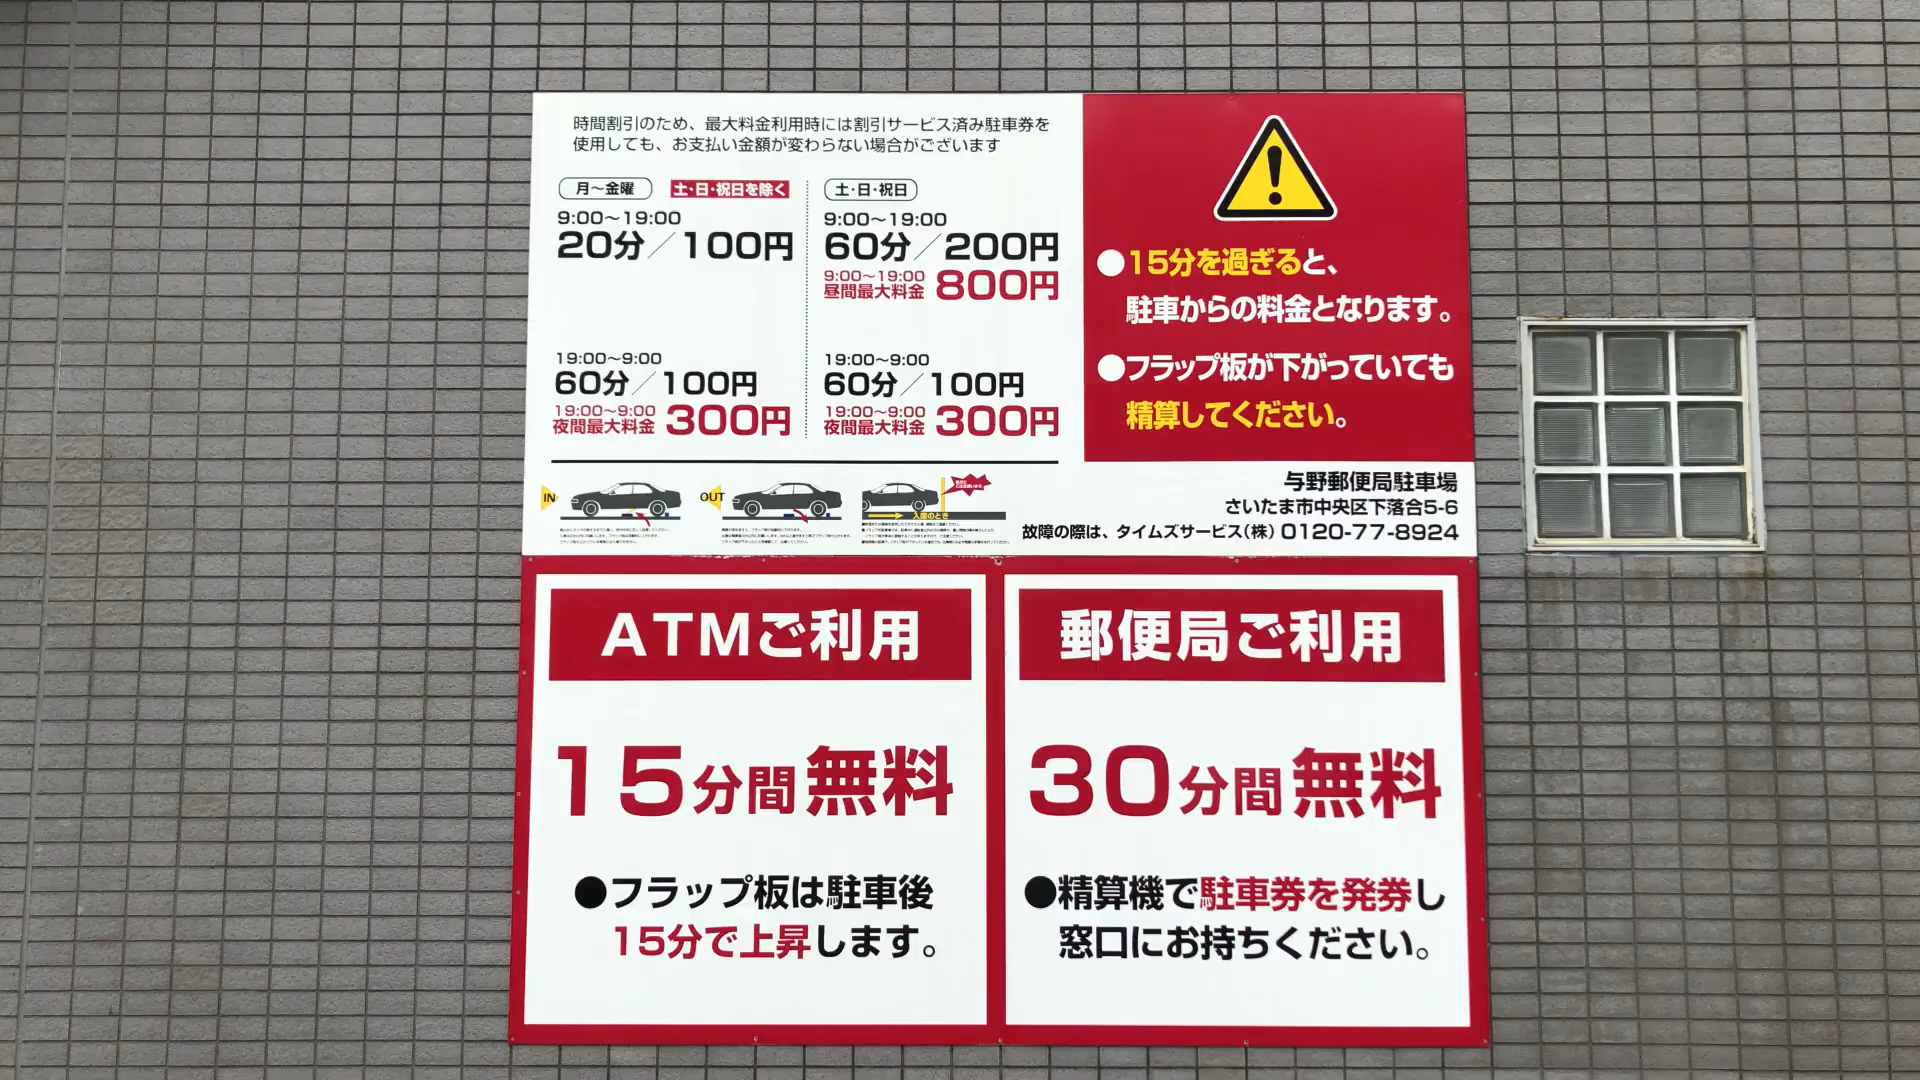 時間割引のため、最大料金利用時には割引サービス済み駐車券を
使用しても、お支払い金額が変わらない場合がございます
月〜金曜 土・日・祝日を除く
9:00〜19:00
20分／100円
19:00〜9:00
60分／100円
19:00〜9:00
夜間最大料金 300円
土・日・祝日
9:00〜19:00
60分／200円
9:00〜19:00
昼間最大料金 800円
19:00〜9:00
60分／100円
19:00〜9:00
夜間最大料金 300円
IN
OUT
入庫のとき
●15分を過ぎると、
駐車からの料金となります。
●フラップ板が下がっていても
精算してください。
与野郵便局駐車場
さいたま市中央区下落合5-6
故障の際は、タイムズサービス(株) 0120-77-8924
ATMご利用
15分間無料
●フラップ板は駐車後
15分で上昇します。
郵便局ご利用
30分間無料
●精算機で駐車券を発券し
窓口にお持ちください。